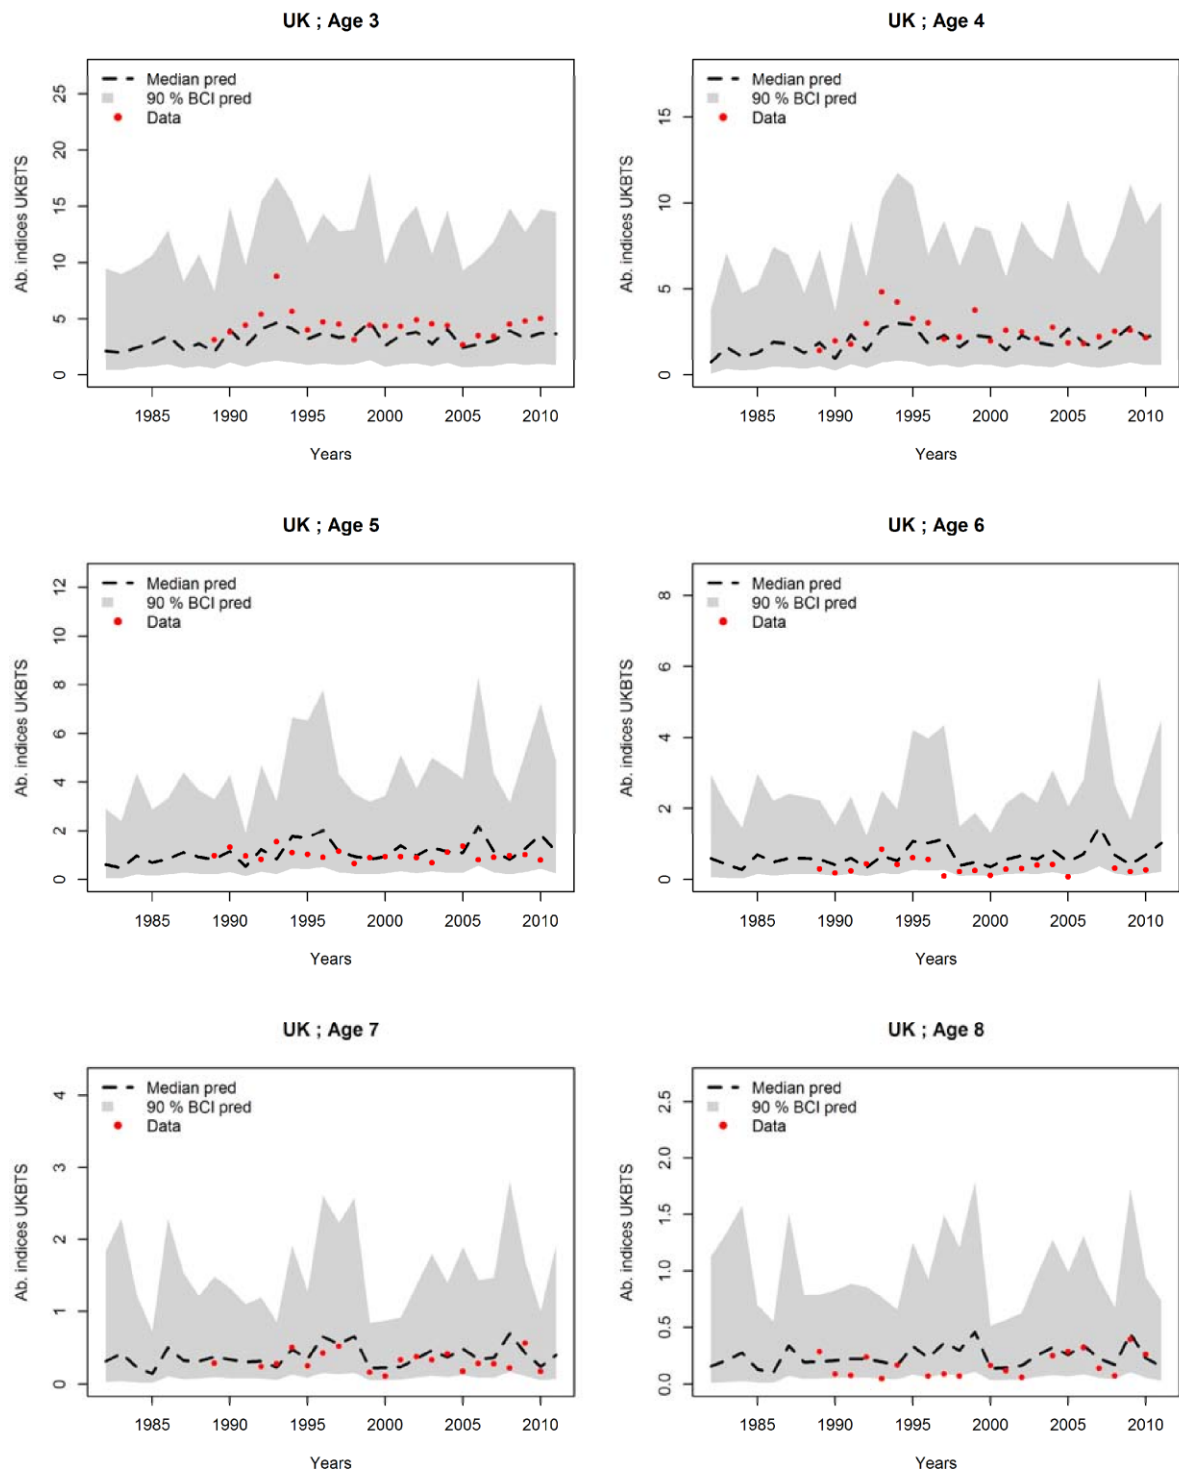 UK ; Age 3
Median pred
90 % BCI pred
Data
Ab. indices UKBTS
0 5 10 15 20 25
1985 1990 1995 2000 2005 2010
Years
UK ; Age 4
Median pred
90 % BCI pred
Data
Ab. indices UKBTS
0 5 10 15
1985 1990 1995 2000 2005 2010
Years
UK ; Age 5
Median pred
90 % BCI pred
Data
Ab. indices UKBTS
0 2 4 6 8 10 12
1985 1990 1995 2000 2005 2010
Years
UK ; Age 6
Median pred
90 % BCI pred
Data
Ab. indices UKBTS
0 2 4 6 8
1985 1990 1995 2000 2005 2010
Years
UK ; Age 7
Median pred
90 % BCI pred
Data
Ab. indices UKBTS
0 1 2 3 4
1985 1990 1995 2000 2005 2010
Years
UK ; Age 8
Median pred
90 % BCI pred
Data
Ab. indices UKBTS
0.0 0.5 1.0 1.5 2.0 2.5
1985 1990 1995 2000 2005 2010
Years